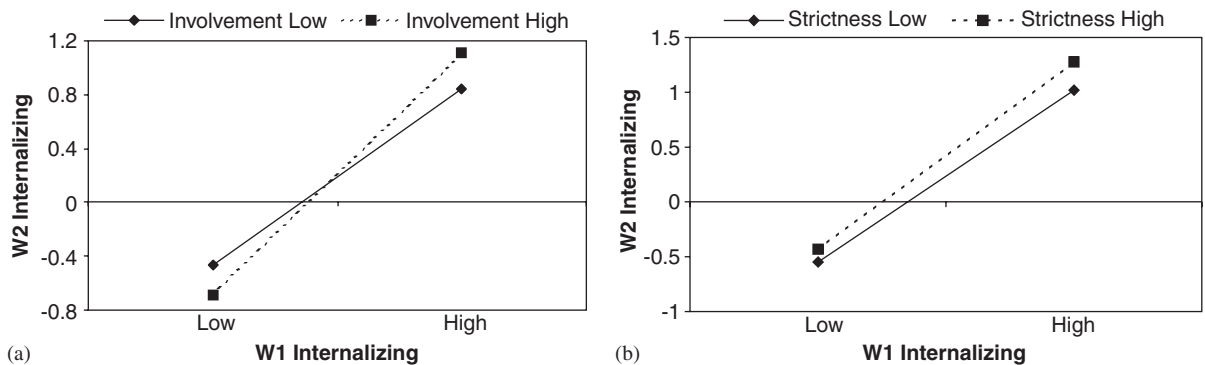 Involvement Low Involvement High
1.2
0.8
0.4
0
-0.4
-0.8
W2 Internalizing
Low High
(a) W1 Internalizing
Strictness Low Strictness High
1.5
1
0.5
0
-0.5
-1
W2 Internalizing
Low High
(b) W1 Internalizing